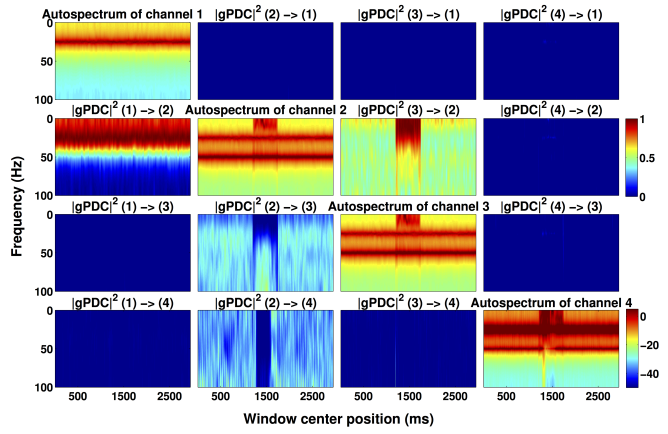 Autospectrum of channel 1
|gPDC|² (2) −> (1)
|gPDC|² (3) −> (1)
|gPDC|² (4) −> (1)
0
50
100
|gPDC|² (1) −> (2)
Autospectrum of channel 2
|gPDC|² (3) −> (2)
|gPDC|² (4) −> (2)
0
50
100
1
0.5
0
|gPDC|² (1) −> (3)
|gPDC|² (2) −> (3)
Autospectrum of channel 3
|gPDC|² (4) −> (3)
0
50
100
|gPDC|² (1) −> (4)
|gPDC|² (2) −> (4)
|gPDC|² (3) −> (4)
Autospectrum of channel 4
0
50
100
0
−20
−40
500 1500 2500
500 1500 2500
500 1500 2500
500 1500 2500
Frequency (Hz)
Window center position (ms)